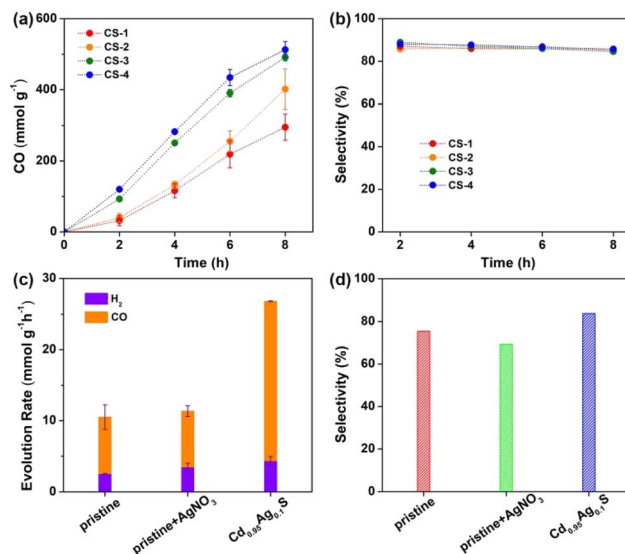 (a)
CO (mmol g⁻¹)
600
400
200
0
0 2 4 6 8
Time (h)
CS-1
CS-2
CS-3
CS-4
(b)
Selectivity (%)
100
80
60
40
20
0
2 4 6 8
Time (h)
CS-1
CS-2
CS-3
CS-4
(c)
Evolution Rate (mmol g⁻¹h⁻¹)
30
20
10
0
H₂
CO
pristine
pristine+AgNO₃
Cd₀.₉₅Ag₀.₁S
(d)
Selectivity (%)
100
80
60
40
20
0
pristine
pristine+AgNO₃
Cd₀.₉₅Ag₀.₁S